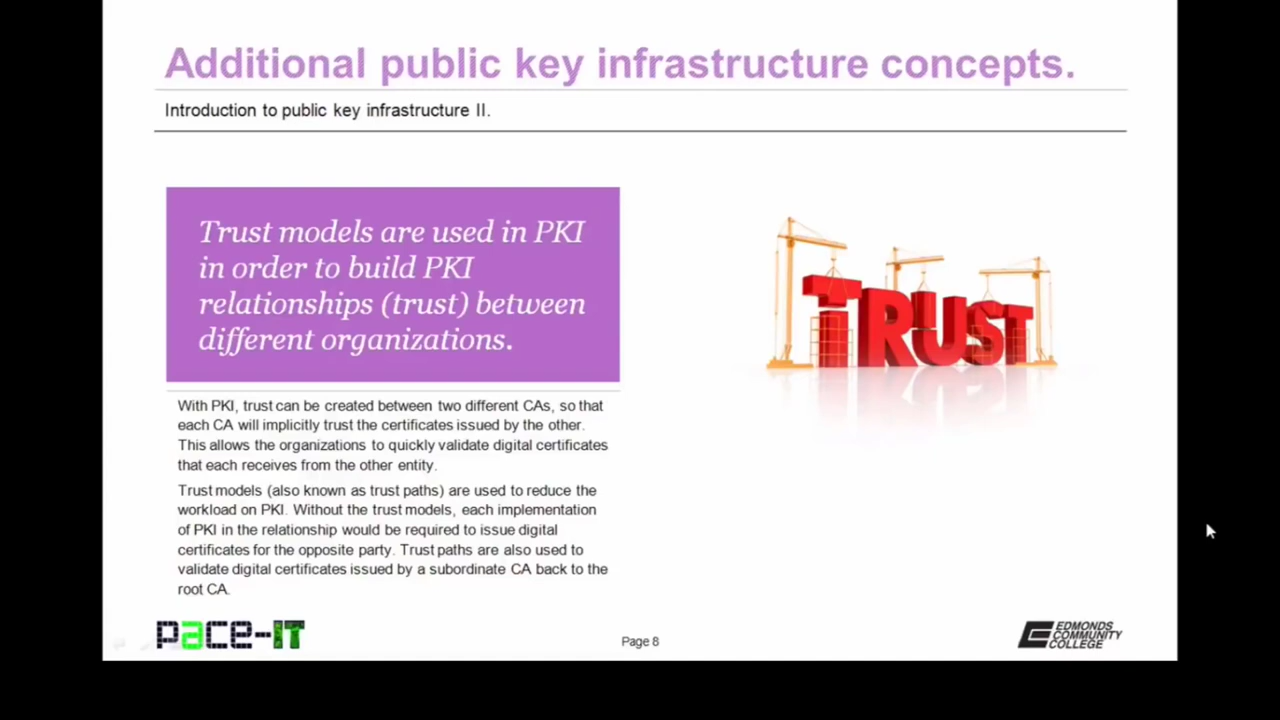 Additional public key infrastructure concepts.
Introduction to public key infrastructure II.
Trust models are used in PKI
in order to build PKI
relationships (trust) between
different organizations.
TRUST
With PKI, trust can be created between two different CAs, so that
each CA will implicitly trust the certificates issued by the other.
This allows the organizations to quickly validate digital certificates
that each receives from the other entity.
Trust models (also known as trust paths) are used to reduce the
workload on PKI. Without the trust models, each implementation
of PKI in the relationship would be required to issue digital
certificates for the opposite party. Trust paths are also used to
validate digital certificates issued by a subordinate CA back to the
root CA.
pace-IT
Page 8
EDMONDS
COMMUNITY
COLLEGE